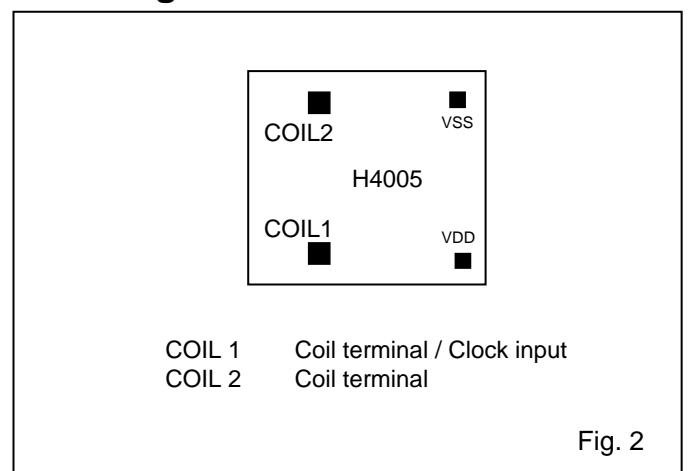 COIL2
VSS
H4005
COIL1
VDD
COIL 1 Coil terminal / Clock input
COIL 2 Coil terminal
Fig. 2